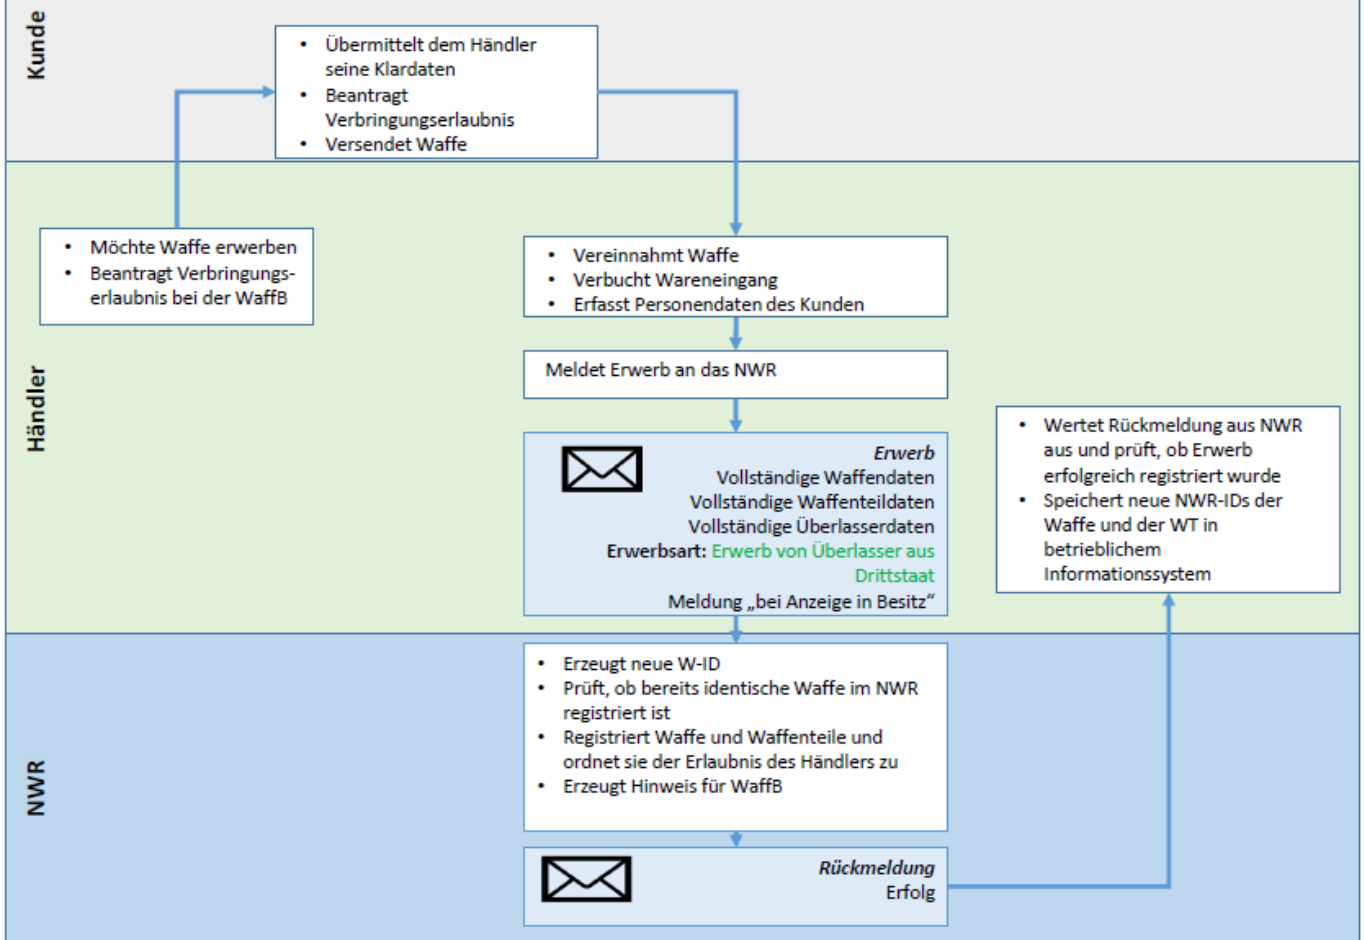 Kunde
• Übermittelt dem Händler
seine Klardaten
• Beantragt
Verbringungserlaubnis
• Versendet Waffe
Händler
• Möchte Waffe erwerben
• Beantragt Verbringungs-
erlaubnis bei der WaffB
• Vereinnahmt Waffe
• Verbucht Wareneingang
• Erfasst Personendaten des Kunden
Meldet Erwerb an das NWR
Erwerb
Vollständige Waffendaten
Vollständige Waffenteildaten
Vollständige Überlasserdaten
Erwerbsart: Erwerb von Überlasser aus
Drittstaat
Meldung „bei Anzeige in Besitz“
• Wertet Rückmeldung aus NWR
aus und prüft, ob Erwerb
erfolgreich registriert wurde
• Speichert neue NWR-IDs der
Waffe und der WT in
betrieblichem
Informationssystem
NWR
• Erzeugt neue W-ID
• Prüft, ob bereits identische Waffe im NWR
registriert ist
• Registriert Waffe und Waffenteile und
ordnet sie der Erlaubnis des Händlers zu
• Erzeugt Hinweis für WaffB
Rückmeldung
Erfolg